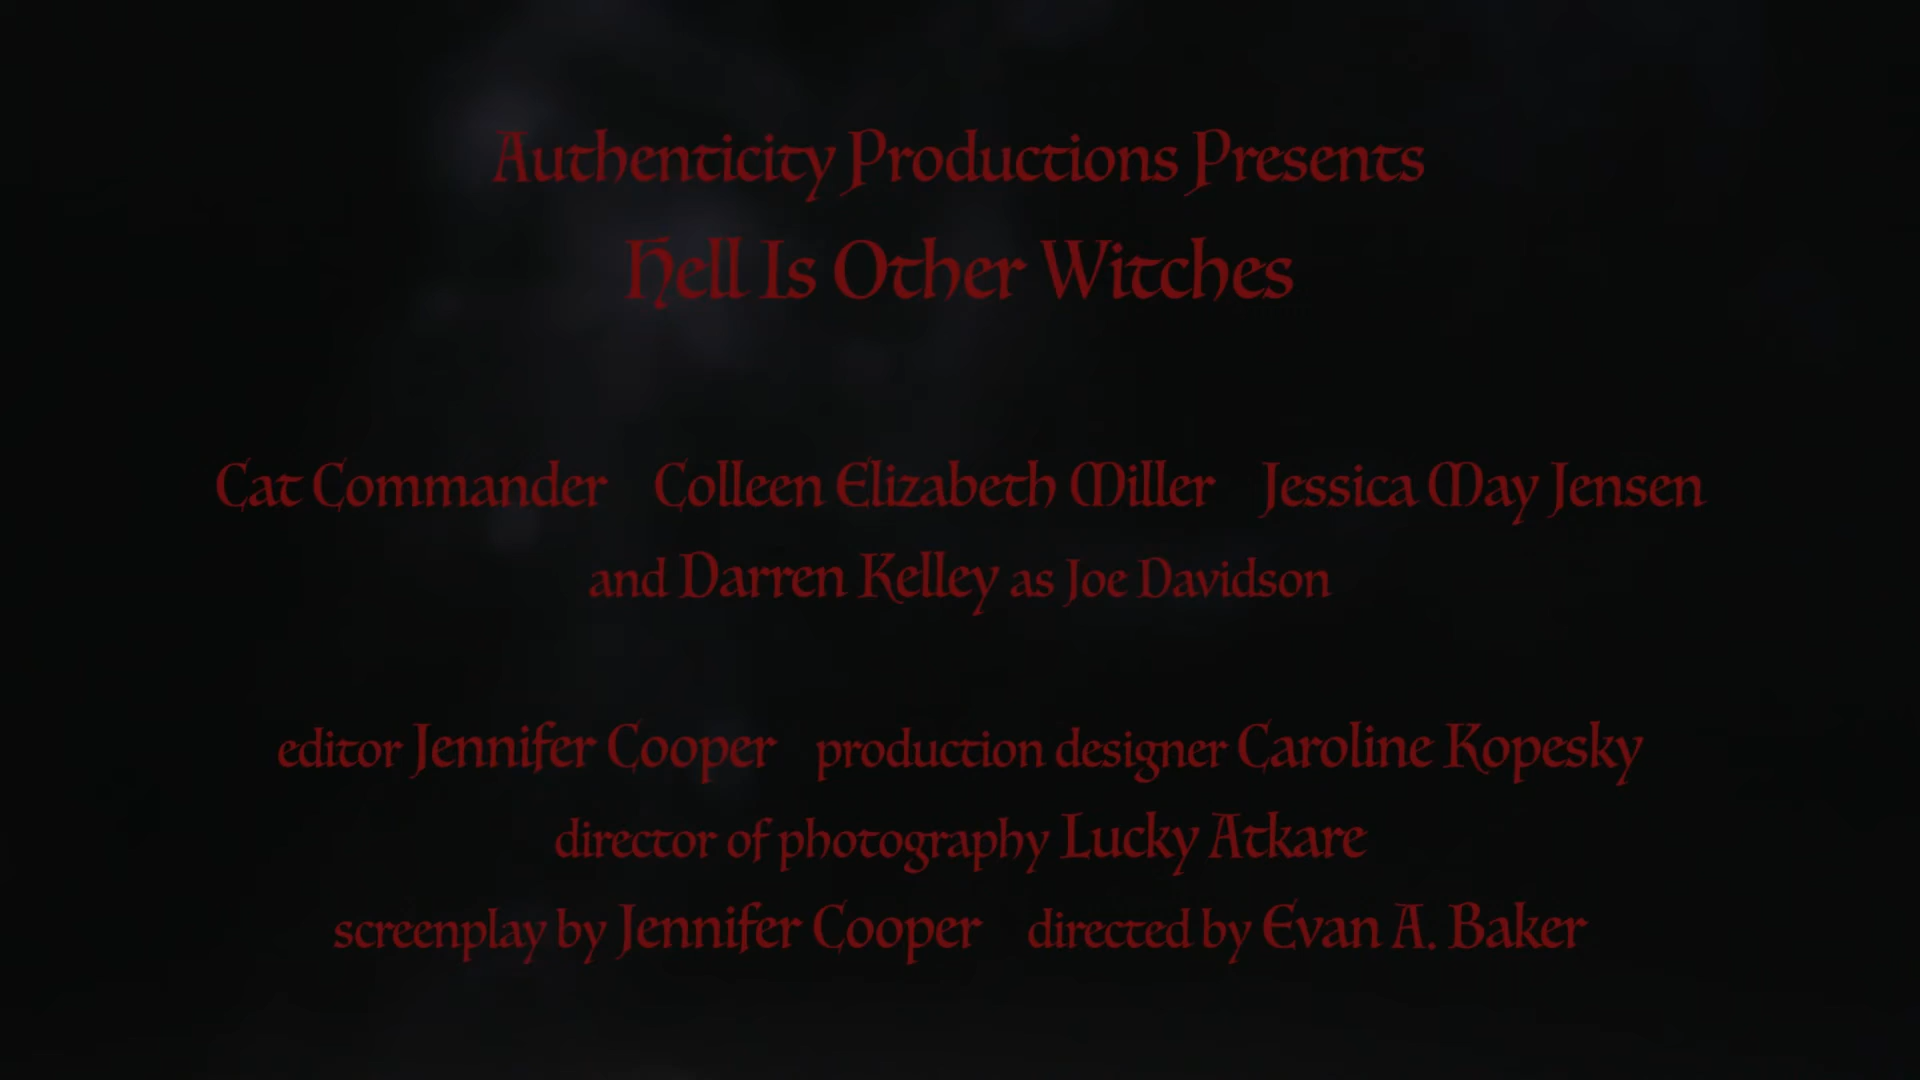 Authenticity Productions Presents
Hell Is Other Witches
Cat Commander Colleen Elizabeth Miller Jessica May Jensen
and Darren Kelley as Joe Davidson
editor Jennifer Cooper production designer Caroline Kopesky
director of photography Lucky Atkare
screenplay by Jennifer Cooper directed by Evan A. Baker